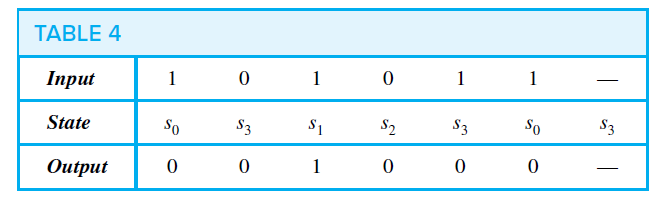 TABLE 4
Input 1 0 1 0 1 1 —
State s0 s3 s1 s2 s3 s0 s3
Output 0 0 1 0 0 0 —